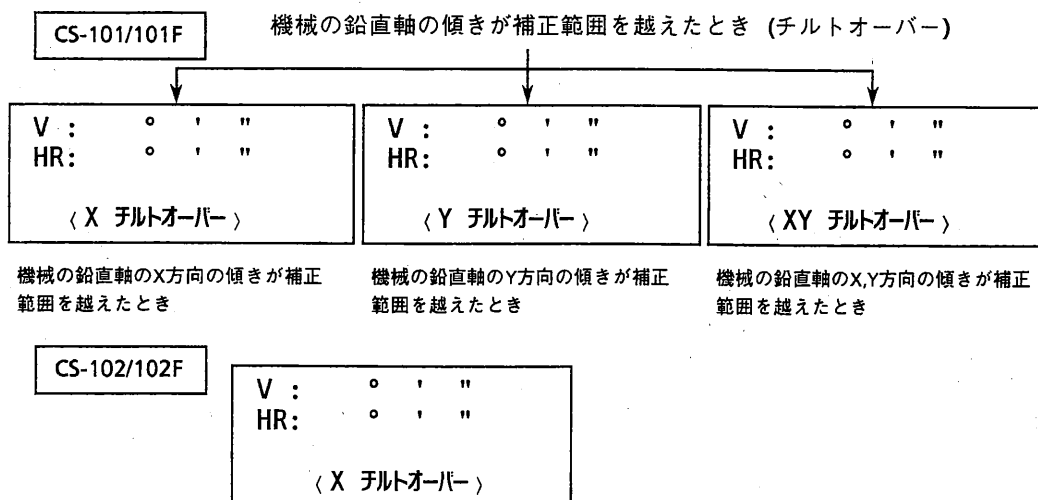 CS-101/101F
機械の鉛直軸の傾きが補正範囲を越えたとき (チルトオーバー)
V : ° ' "
HR: ° ' "
〈 X チルトオーバー 〉
機械の鉛直軸のX方向の傾きが補正
範囲を越えたとき
V : ° ' "
HR: ° ' "
〈 Y チルトオーバー 〉
機械の鉛直軸のY方向の傾きが補正
範囲を越えたとき
V : ° ' "
HR: ° ' "
〈 XY チルトオーバー 〉
機械の鉛直軸のX,Y方向の傾きが補正
範囲を越えたとき
CS-102/102F
V : ° ' "
HR: ° ' "
〈 X チルトオーバー 〉